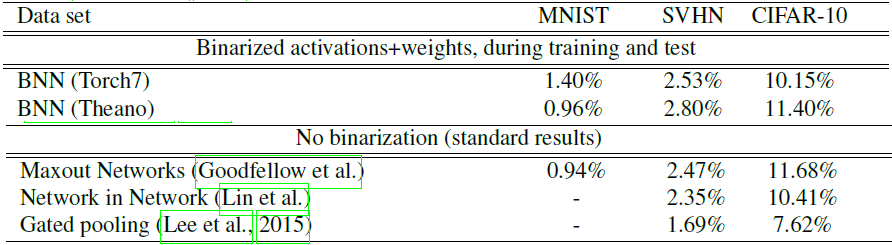 Data set MNIST SVHN CIFAR-10
Binarized activations+weights, during training and test
BNN (Torch7) 1.40% 2.53% 10.15%
BNN (Theano) 0.96% 2.80% 11.40%
No binarization (standard results)
Maxout Networks (Goodfellow et al.) 0.94% 2.47% 11.68%
Network in Network (Lin et al.) - 2.35% 10.41%
Gated pooling (Lee et al., 2015) - 1.69% 7.62%